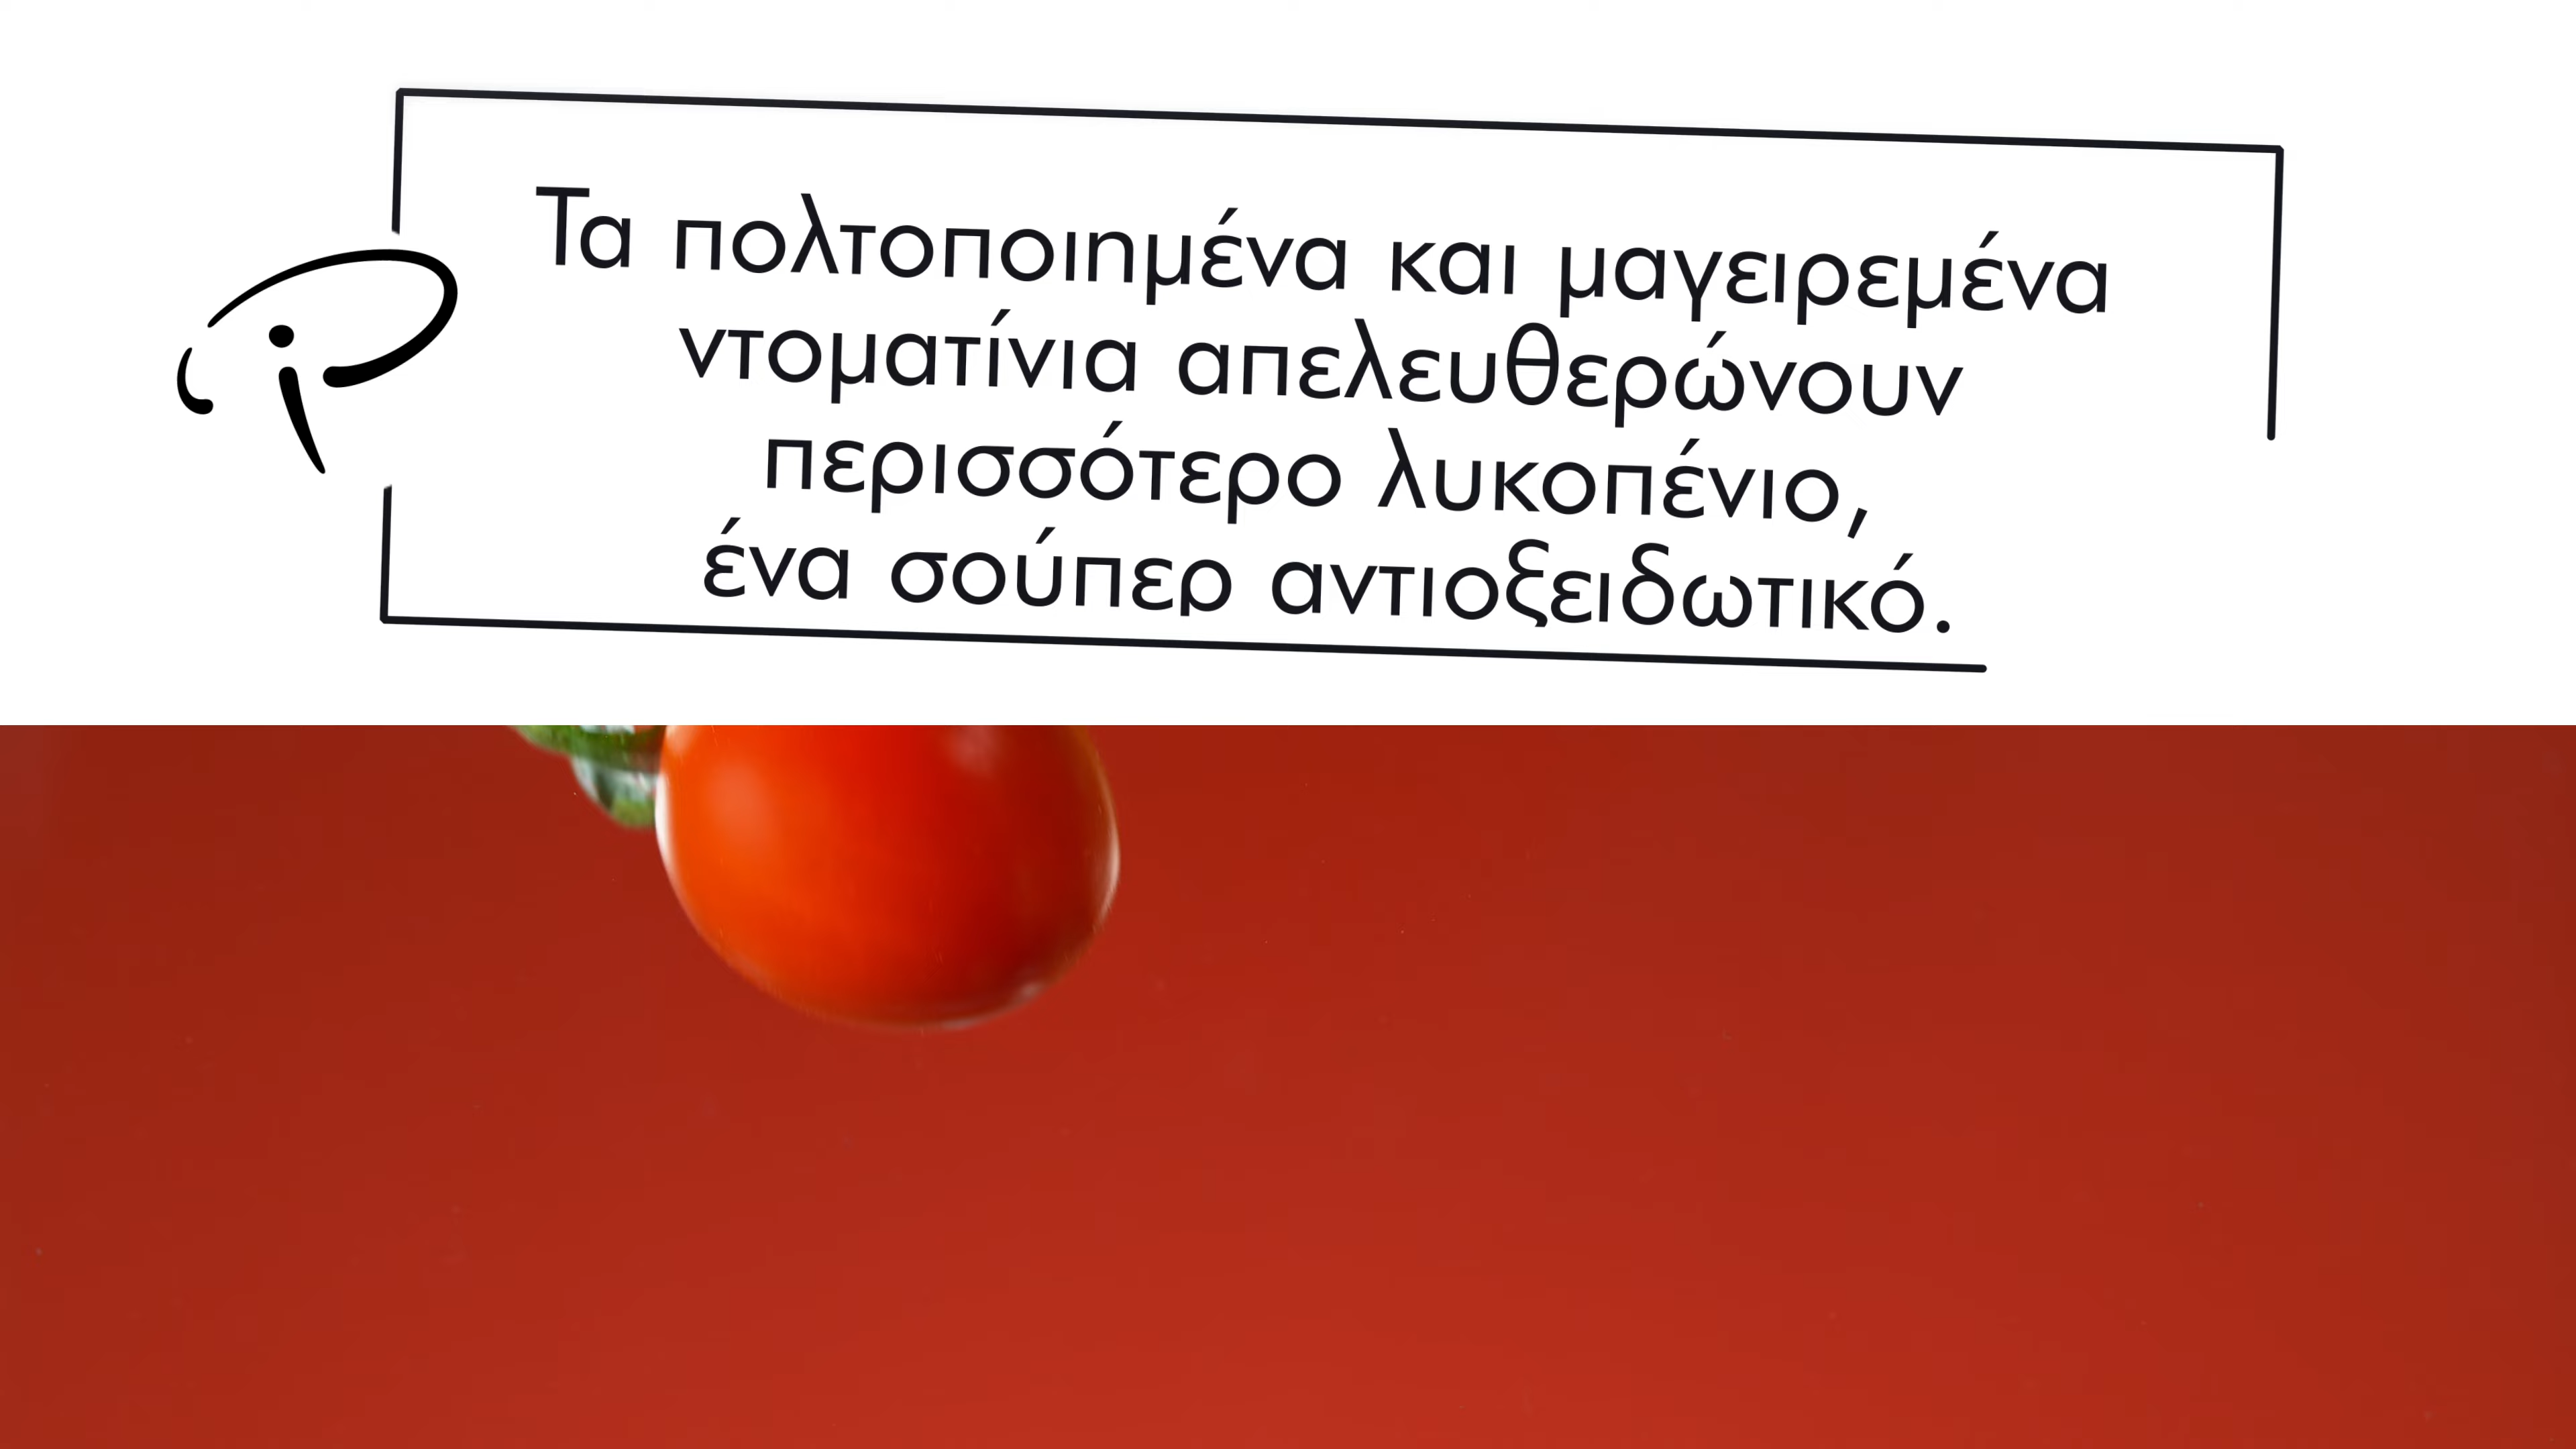 Τα πολτοποιημένα και μαγειρεμένα
ντοματίνια απελευθερώνουν
περισσότερο λυκοπένιο,
ένα σούπερ αντιοξειδωτικό.